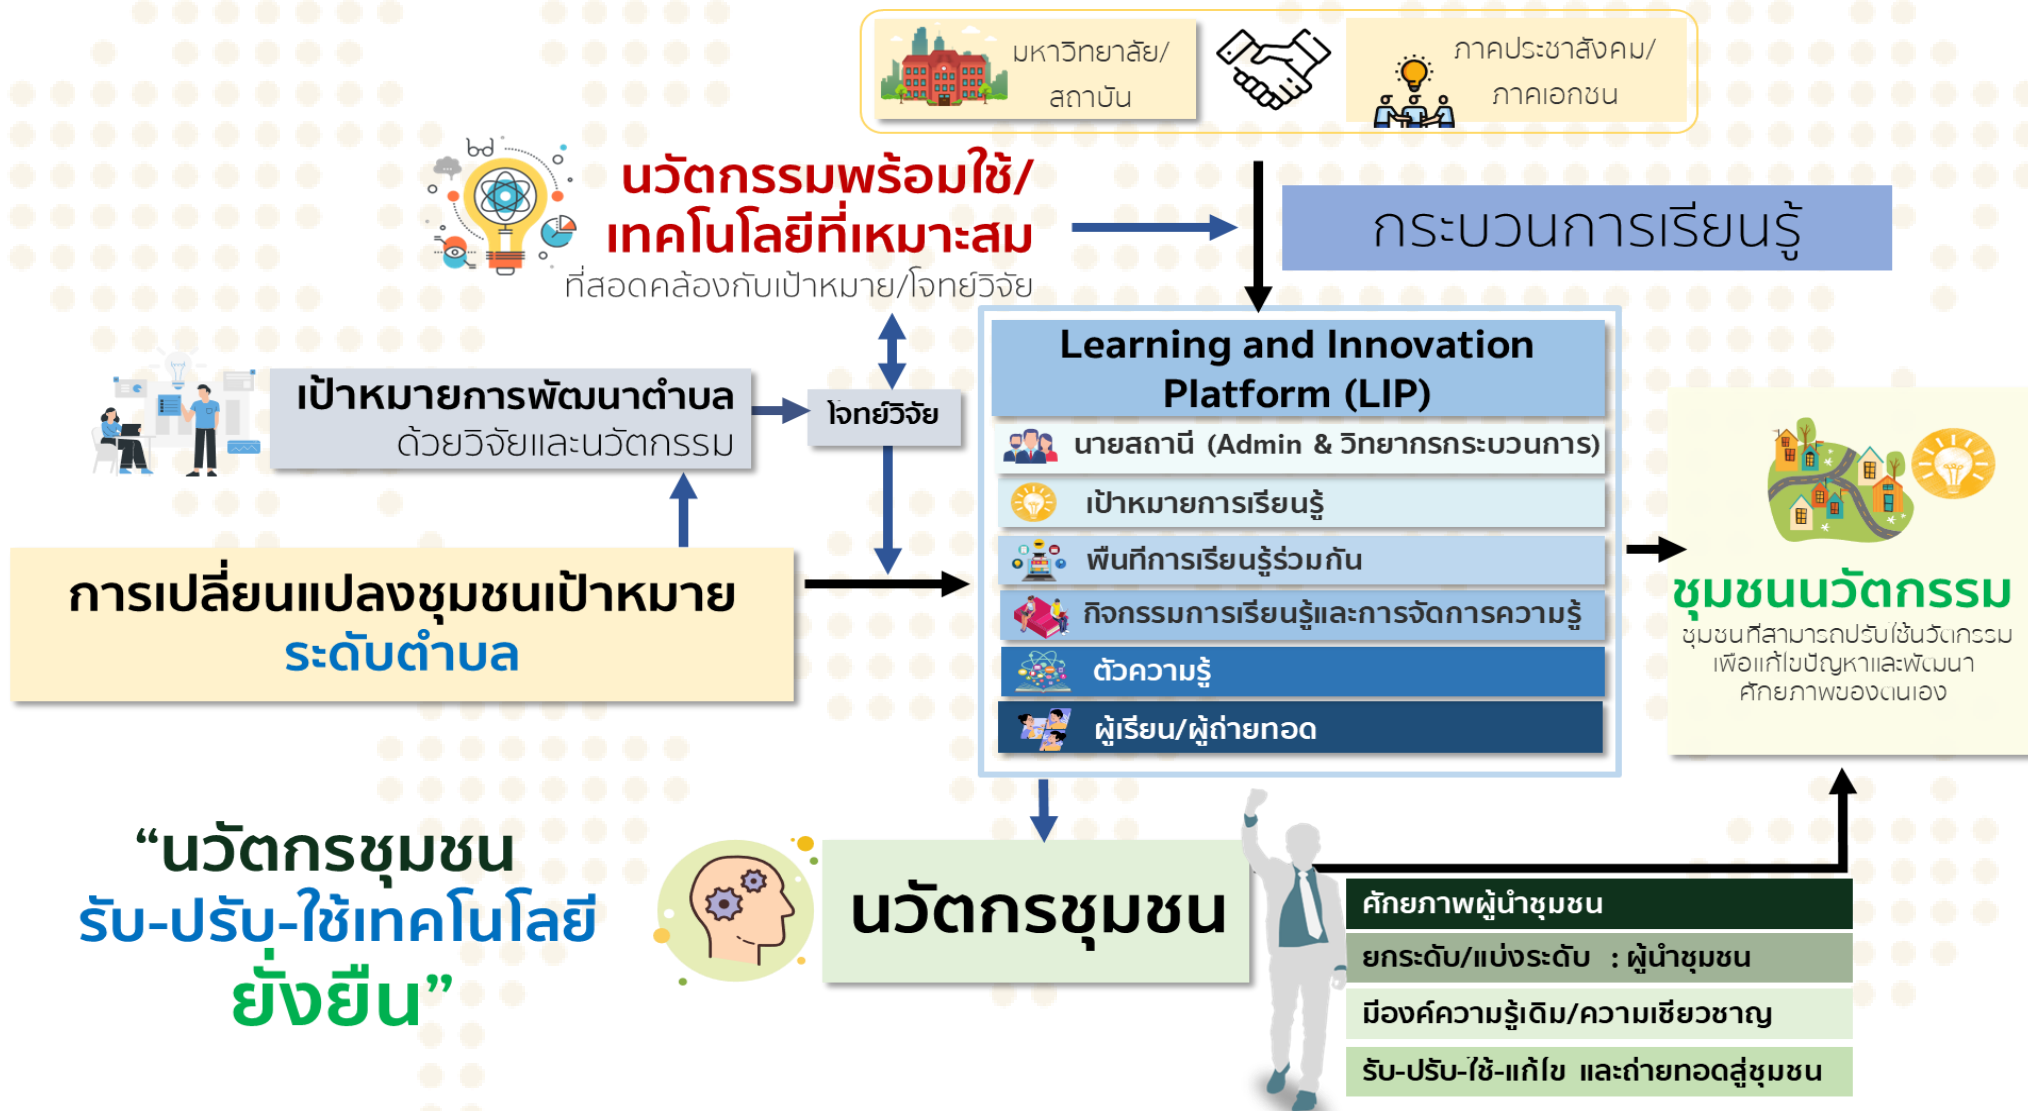 มหาวิทยาลัย/
สถาบัน
ภาคประชาสังคม/
ภาคเอกชน
นวัตกรรมพร้อมใช้/
เทคโนโลยีที่เหมาะสม
ที่สอดคล้องกับเป้าหมาย/โจทย์วิจัย
กระบวนการเรียนรู้
เป้าหมายการพัฒนาตำบล
ด้วยวิจัยและนวัตกรรม
โจทย์วิจัย
การเปลี่ยนแปลงชุมชนเป้าหมาย
ระดับตำบล
Learning and Innovation
Platform (LIP)
นายสถานี (Admin & วิทยากรกระบวนการ)
เป้าหมายการเรียนรู้
พื้นที่การเรียนรู้ร่วมกัน
กิจกรรมการเรียนรู้และการจัดการความรู้
ตัวความรู้
ผู้เรียน/ผู้ถ่ายทอด
ชุมชนนวัตกรรม
ชุมชนที่สามารถปรับใช้นวัตกรรม
เพื่อแก้ไขปัญหาและพัฒนา
ศักยภาพของตนเอง
“นวัตกรชุมชน
รับ-ปรับ-ใช้เทคโนโลยี
ยั่งยืน”
นวัตกรชุมชน
ศักยภาพผู้นำชุมชน
ยกระดับ/แบ่งระดับ : ผู้นำชุมชน
มีองค์ความรู้เดิม/ความเชี่ยวชาญ
รับ-ปรับ-ใช้-แก้ไข และถ่ายทอดสู่ชุมชน